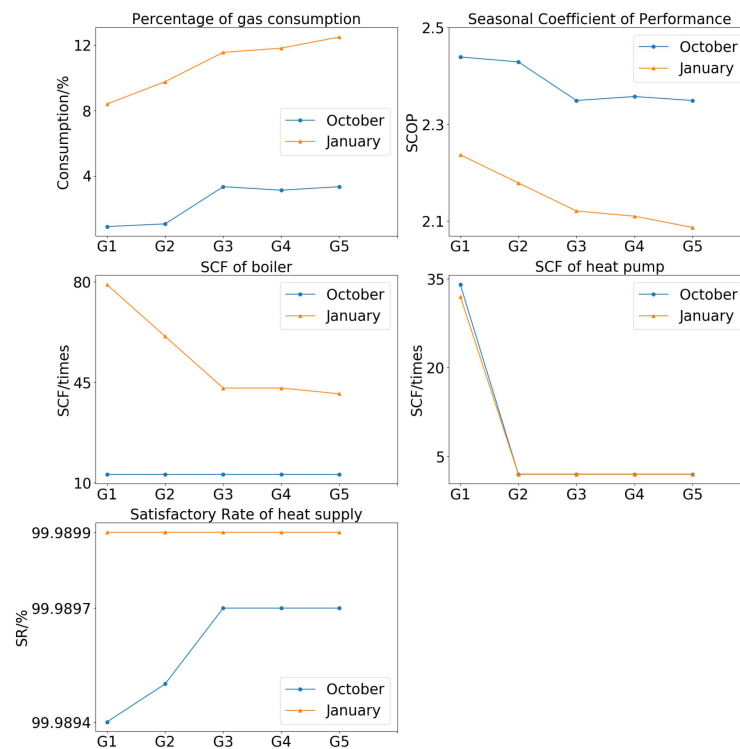 Percentage of gas consumption
Consumption/%
12
8
4
October
January
G1 G2 G3 G4 G5
Seasonal Coefficient of Performance
SCOP
2.5
2.3
2.1
October
January
G1 G2 G3 G4 G5
SCF of boiler
SCF/times
80
45
10
October
January
G1 G2 G3 G4 G5
SCF of heat pump
SCF/times
35
20
5
October
January
G1 G2 G3 G4 G5
Satisfactory Rate of heat supply
SR/%
99.9899
99.9897
99.9894
October
January
G1 G2 G3 G4 G5